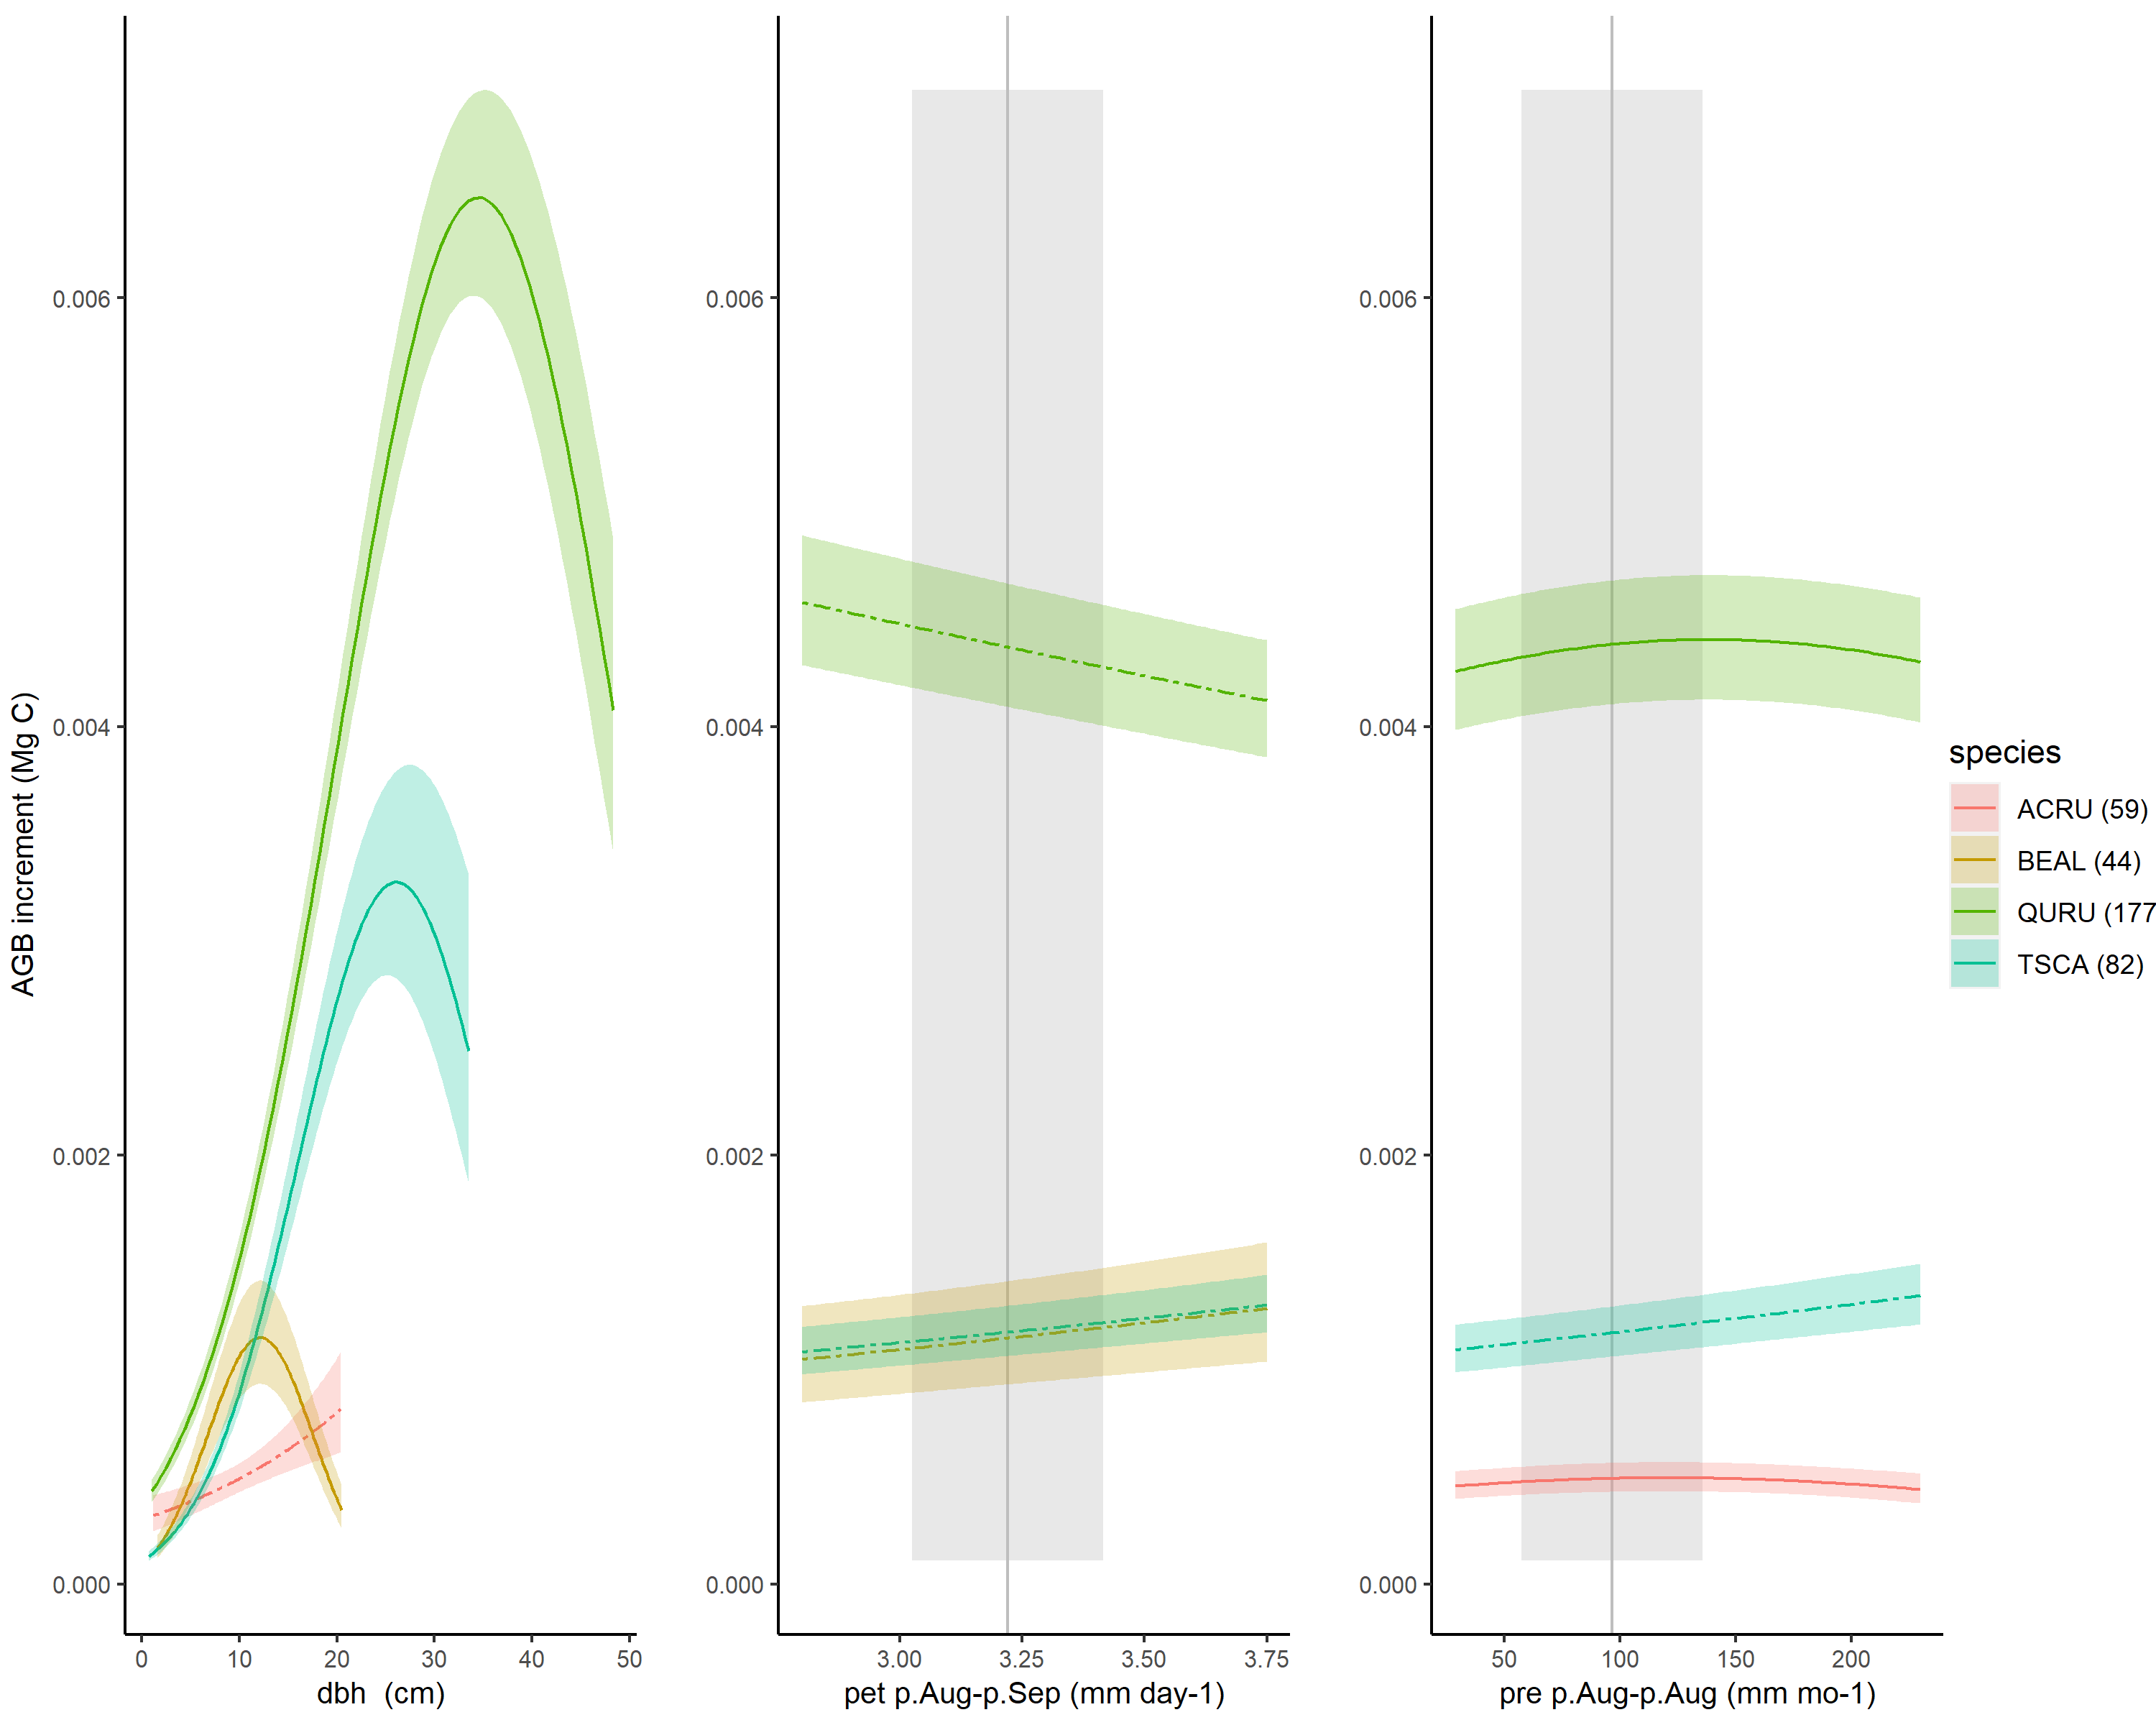 AGB increment (Mg C)
0.006
0.004
0.002
0.000
0 10 20 30 40 50
dbh (cm)
0.006
0.004
0.002
0.000
3.00 3.25 3.50 3.75
pet p.Aug-p.Sep (mm day-1)
0.006
0.004
0.002
0.000
50 100 150 200
pre p.Aug-p.Aug (mm mo-1)
species
ACRU (59)
BEAL (44)
QURU (177
TSCA (82)